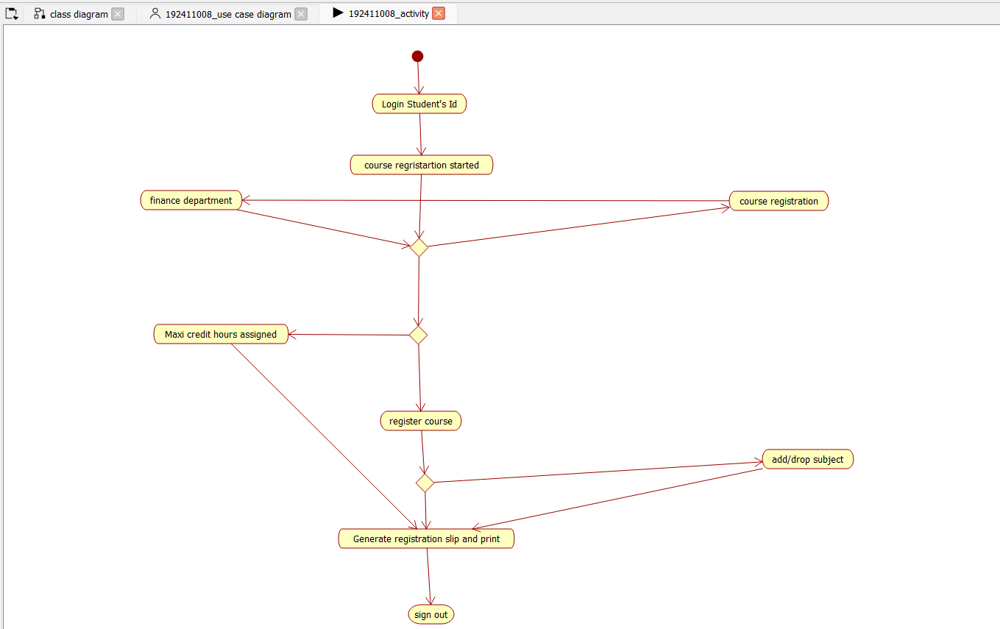 class diagram
192411008_use case diagram
192411008_activity
Login Student's Id
course regristartion started
finance department
course registration
Maxi credit hours assigned
register course
add/drop subject
Generate registration slip and print
sign out